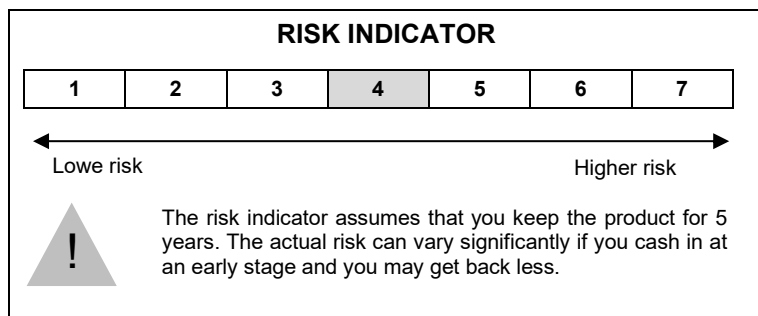 RISK INDICATOR
1 2 3 4 5 6 7
Lowe risk Higher risk
!
The risk indicator assumes that you keep the product for 5
years. The actual risk can vary significantly if you cash in at
an early stage and you may get back less.